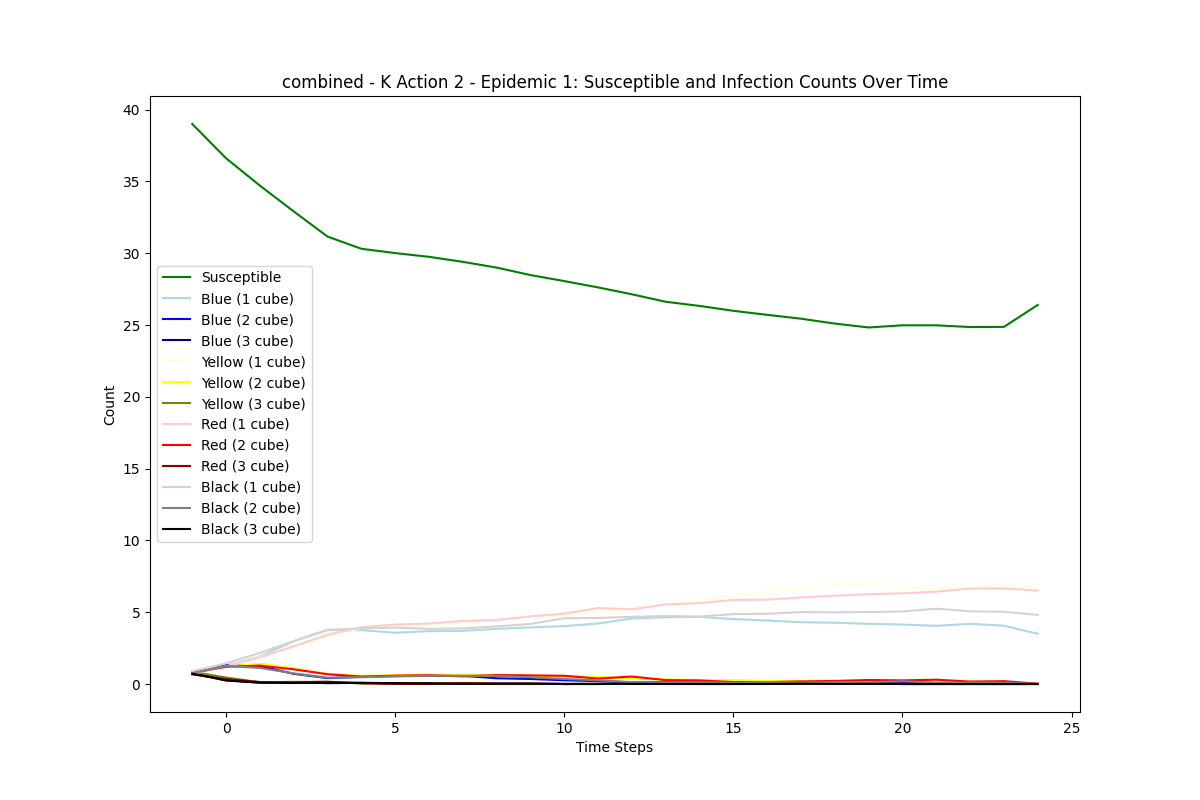 combined - K Action 2 - Epidemic 1: Susceptible and Infection Counts Over Time
40
35
30
25
20
15
10
5
0
Count
Susceptible
Blue (1 cube)
Blue (2 cube)
Blue (3 cube)
Yellow (1 cube)
Yellow (2 cube)
Yellow (3 cube)
Red (1 cube)
Red (2 cube)
Red (3 cube)
Black (1 cube)
Black (2 cube)
Black (3 cube)
0 5 10 15 20 25
Time Steps